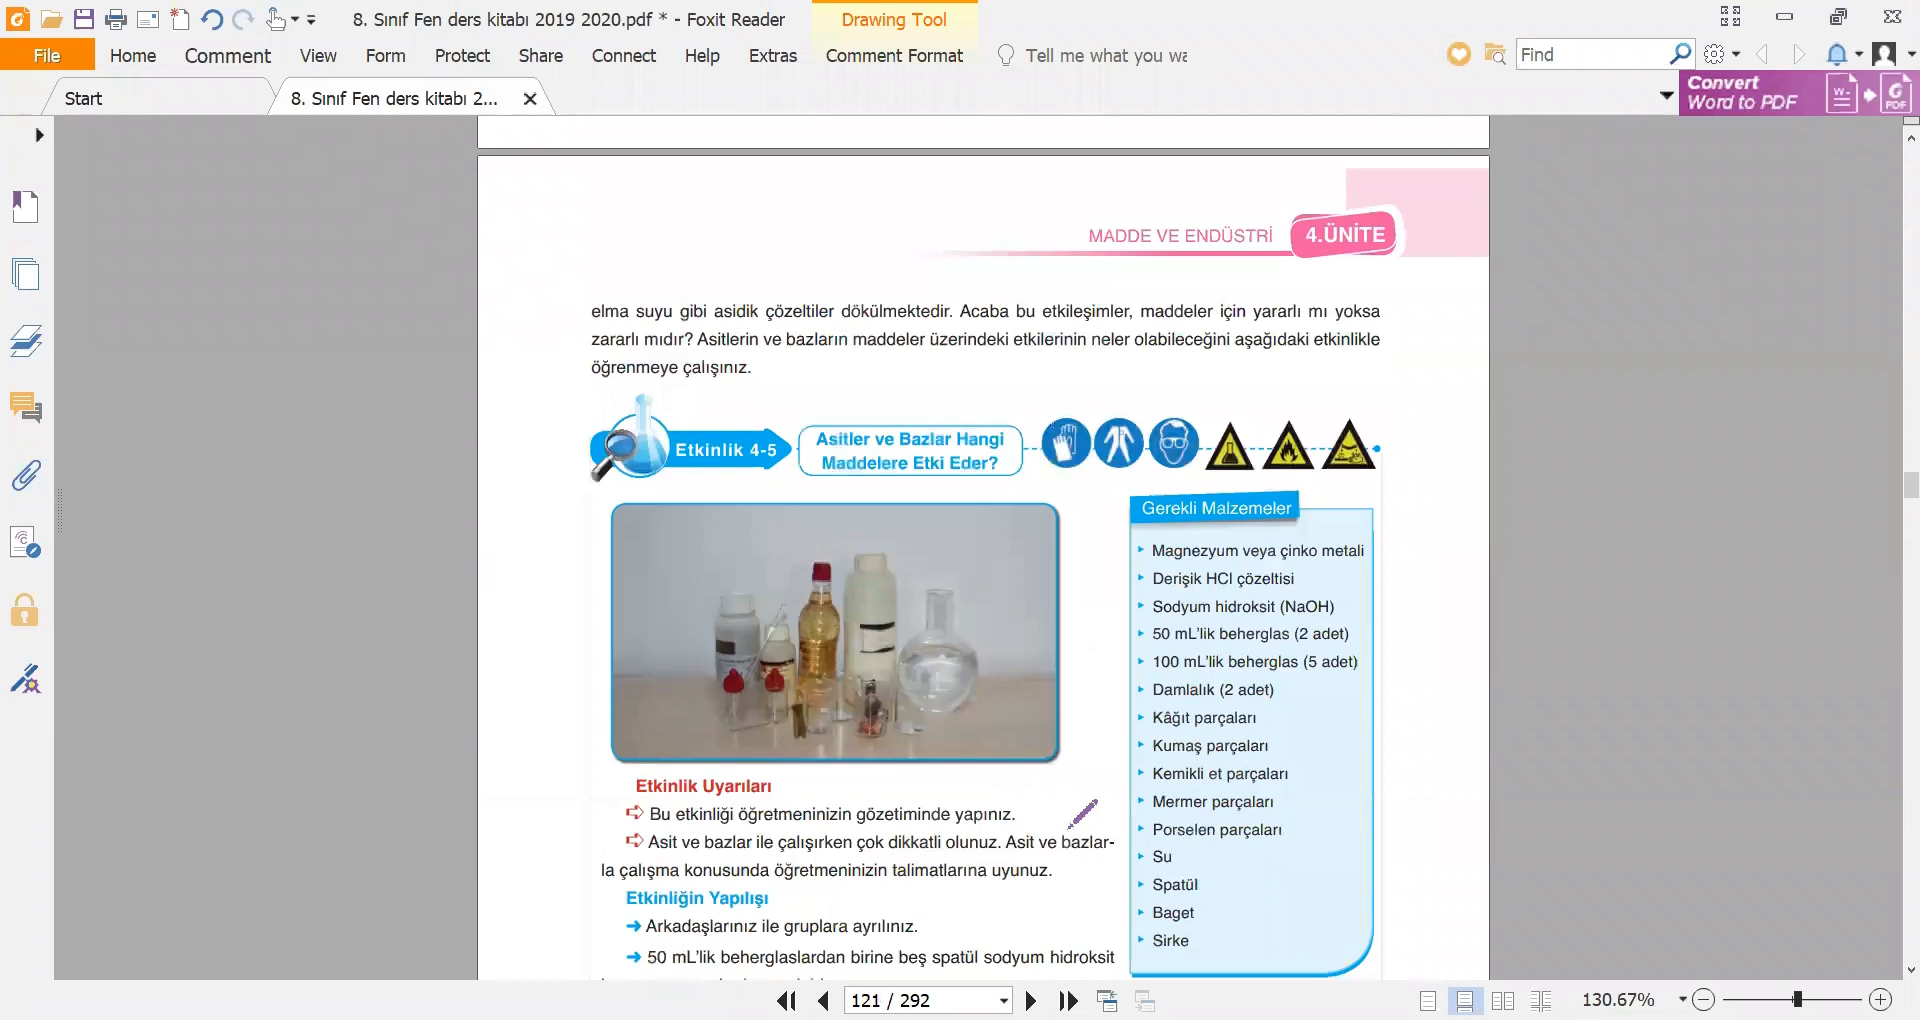 8. Sınıf Fen ders kitabı 2019 2020.pdf * - Foxit Reader
Drawing Tool
File
Home
Comment
View
Form
Protect
Share
Connect
Help
Extras
Comment Format
Tell me what you wa
Find
Start
8. Sınıf Fen ders kitabı 2...
Convert
Word to PDF
MADDE VE ENDÜSTRİ
4.ÜNİTE
elma suyu gibi asidik çözeltiler dökülmektedir. Acaba bu etkileşimler, maddeler için yararlı mı yoksa
zararlı mıdır? Asitlerin ve bazların maddeler üzerindeki etkilerinin neler olabileceğini aşağıdaki etkinlikle
öğrenmeye çalışınız.
Etkinlik 4-5
Asitler ve Bazlar Hangi
Maddelere Etki Eder?
Gerekli Malzemeler
Magnezyum veya çinko metali
Derişik HCl çözeltisi
Sodyum hidroksit (NaOH)
50 mL'lik beherglas (2 adet)
100 mL'lik beherglas (5 adet)
Damlalık (2 adet)
Kâğıt parçaları
Kumaş parçaları
Kemikli et parçaları
Mermer parçaları
Porselen parçaları
Su
Spatül
Baget
Sirke
Etkinlik Uyarıları
Bu etkinliği öğretmeninizin gözetiminde yapınız.
Asit ve bazlar ile çalışırken çok dikkatli olunuz. Asit ve bazlar-
la çalışma konusunda öğretmeninizin talimatlarına uyunuz.
Etkinliğin Yapılışı
Arkadaşlarınız ile gruplara ayrılınız.
50 mL'lik beherglaslardan birine beş spatül sodyum hidroksit
121 / 292
130.67%